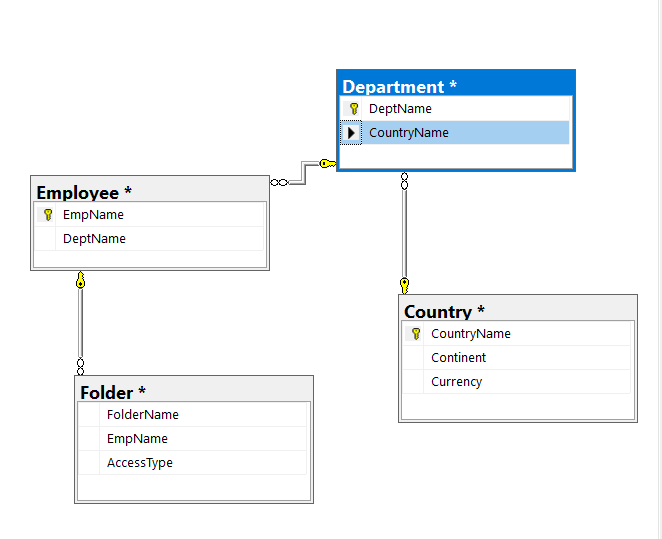 Department *
DeptName
CountryName
Employee *
EmpName
DeptName
Country *
CountryName
Continent
Currency
Folder *
FolderName
EmpName
AccessType